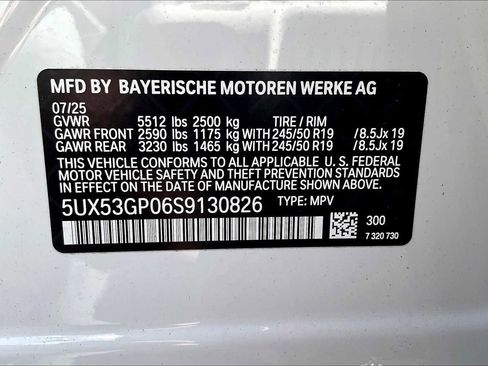 MFD BY BAYERISCHE MOTOREN WERKE AG
07/25
GVWR 5512 lbs 2500 kg TIRE / RIM
GAWR FRONT 2590 lbs 1175 kg WITH 245/50 R19 /8.5Jx 19
GAWR REAR 3230 lbs 1465 kg WITH 245/50 R19 /8.5Jx 19
THIS VEHICLE CONFORMS TO ALL APPLICABLE U. S. FEDERAL
MOTOR VEHICLE SAFETY AND THEFT PREVENTION STANDARDS
IN EFFECT ON THE DATE OF MANUFACTURE SHOWN ABOVE.
5UX53GP06S9130826 TYPE: MPV
300
7 320 730